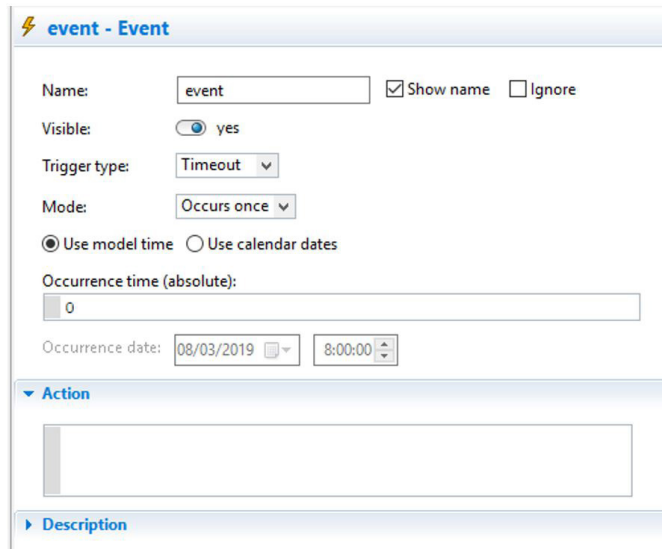 event - Event
Name: event Show name Ignore
Visible: yes
Trigger type: Timeout
Mode: Occurs once
Use model time Use calendar dates
Occurrence time (absolute):
0
Occurrence date: 08/03/2019 8:00:00
Action
Description